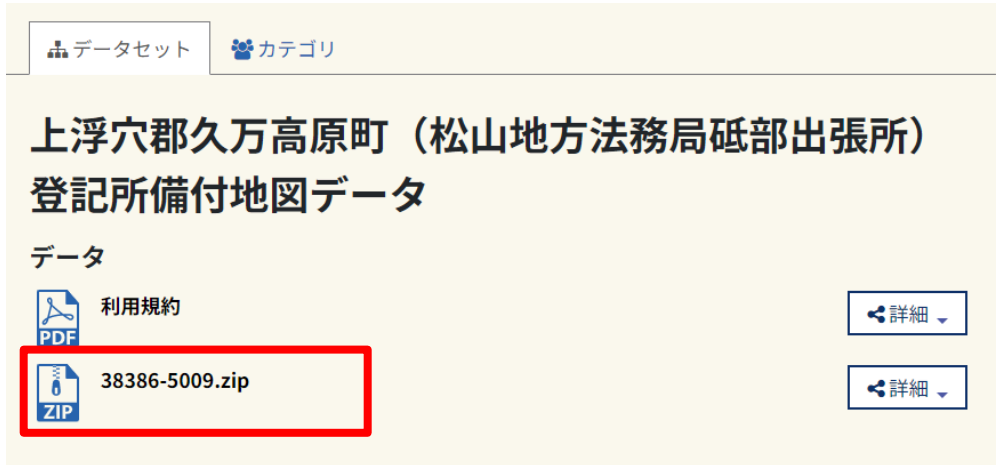 データセット カテゴリ
上浮穴郡久万高原町（松山地方法務局砥部出張所）
登記所備付地図データ
データ
利用規約 詳細
PDF
38386-5009.zip 詳細
ZIP